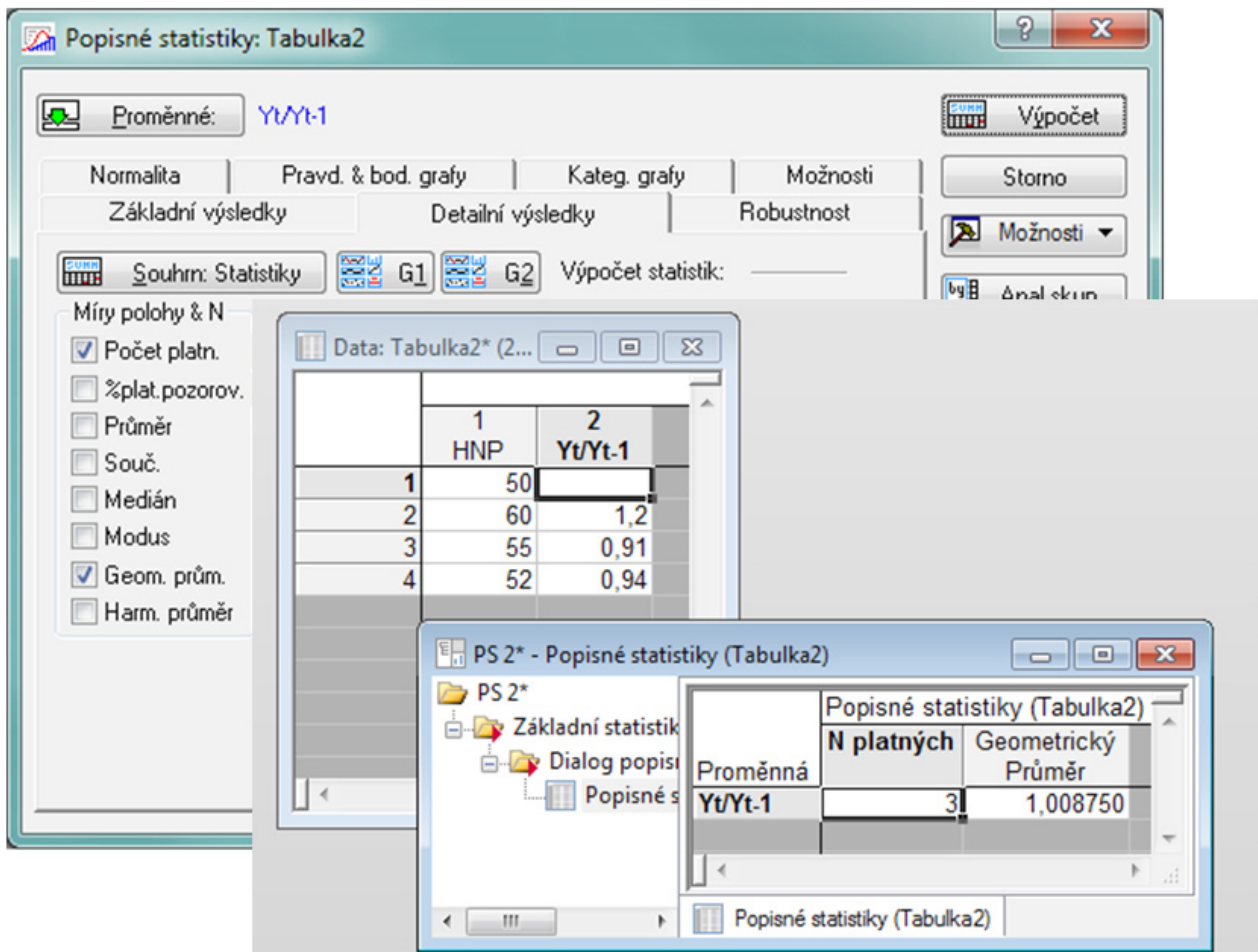 Popisné statistiky: Tabulka2
Proměnné: Yt/Yt-1
Výpočet
Normalita Pravd. & bod. grafy Kateg. grafy Možnosti
Storno
Základní výsledky Detailní výsledky Robustnost
Možnosti
Souhrn: Statistiky G1 G2 Výpočet statistik:
Anal.skup.
Míry polohy & N
Počet platn.
%plat.pozorov.
Průměr
Souč.
Medián
Modus
Geom. prům.
Harm. průměr
Data: Tabulka2* (2...
1 2
HNP Yt/Yt-1
1 50
2 60 1,2
3 55 0,91
4 52 0,94
PS 2* - Popisné statistiky (Tabulka2)
PS 2*
Základní statistik
Dialog popisn
Popisné s
Popisné statistiky (Tabulka2)
Proměnná N platných Geometrický Průměr
Yt/Yt-1 3 1,008750
Popisné statistiky (Tabulka2)